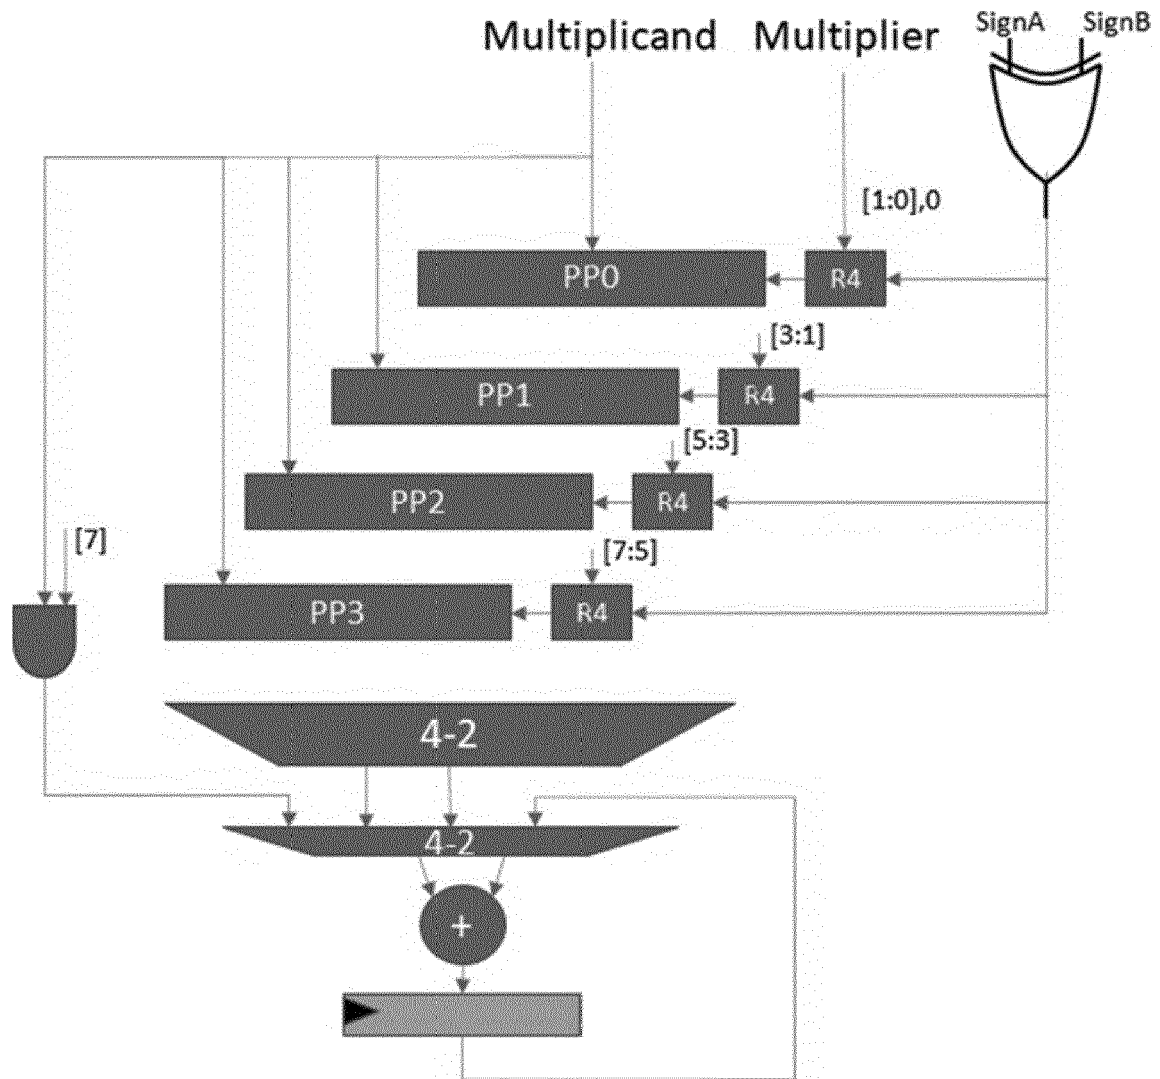 SignA SignB
Multiplicand Multiplier
[1:0],0
PP0 R4
[3:1]
PP1 R4
[5:3]
PP2 R4
[7]
[7:5]
PP3 R4
4-2
4-2
+